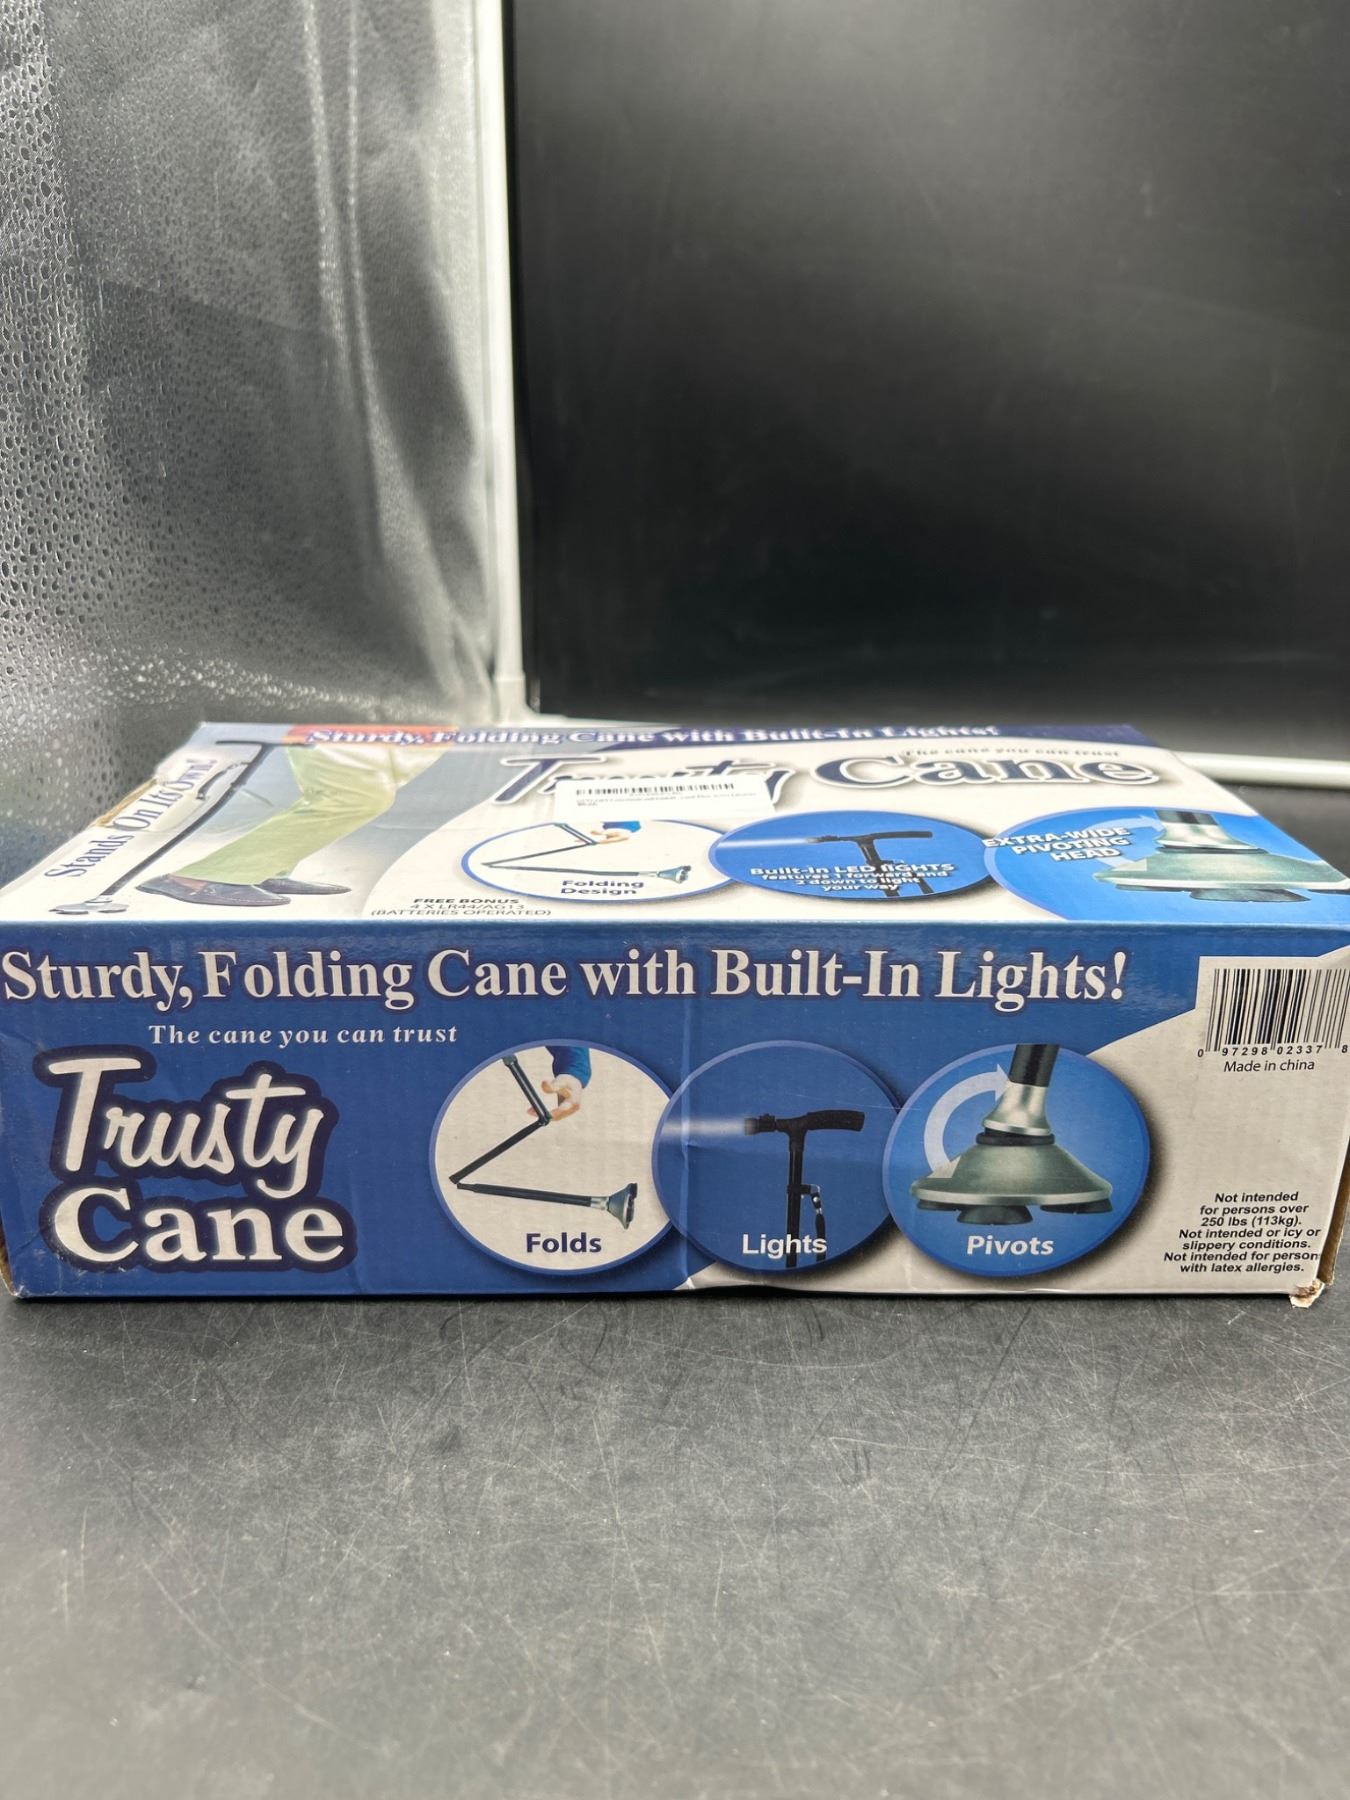 Sturdy, Folding Cane with Built-In Lights!
The cane you can trust
Trusty Cane
Stands On Its Own!
Folding
Design
Built-In LED LIGHTS
features 3 forward and
2 down to light
your way
EXTRA-WIDE
PIVOTING
HEAD
FREE BONUS
4 X LR44/AG13
(BATTERIES OPERATED)
Sturdy, Folding Cane with Built-In Lights!
The cane you can trust
Trusty
Cane
Folds
Lights
Pivots
0 97298 02337 8
Made in china
Not intended
for persons over
250 lbs (113kg).
Not intended or icy or
slippery conditions.
Not intended for person
with latex allergies.